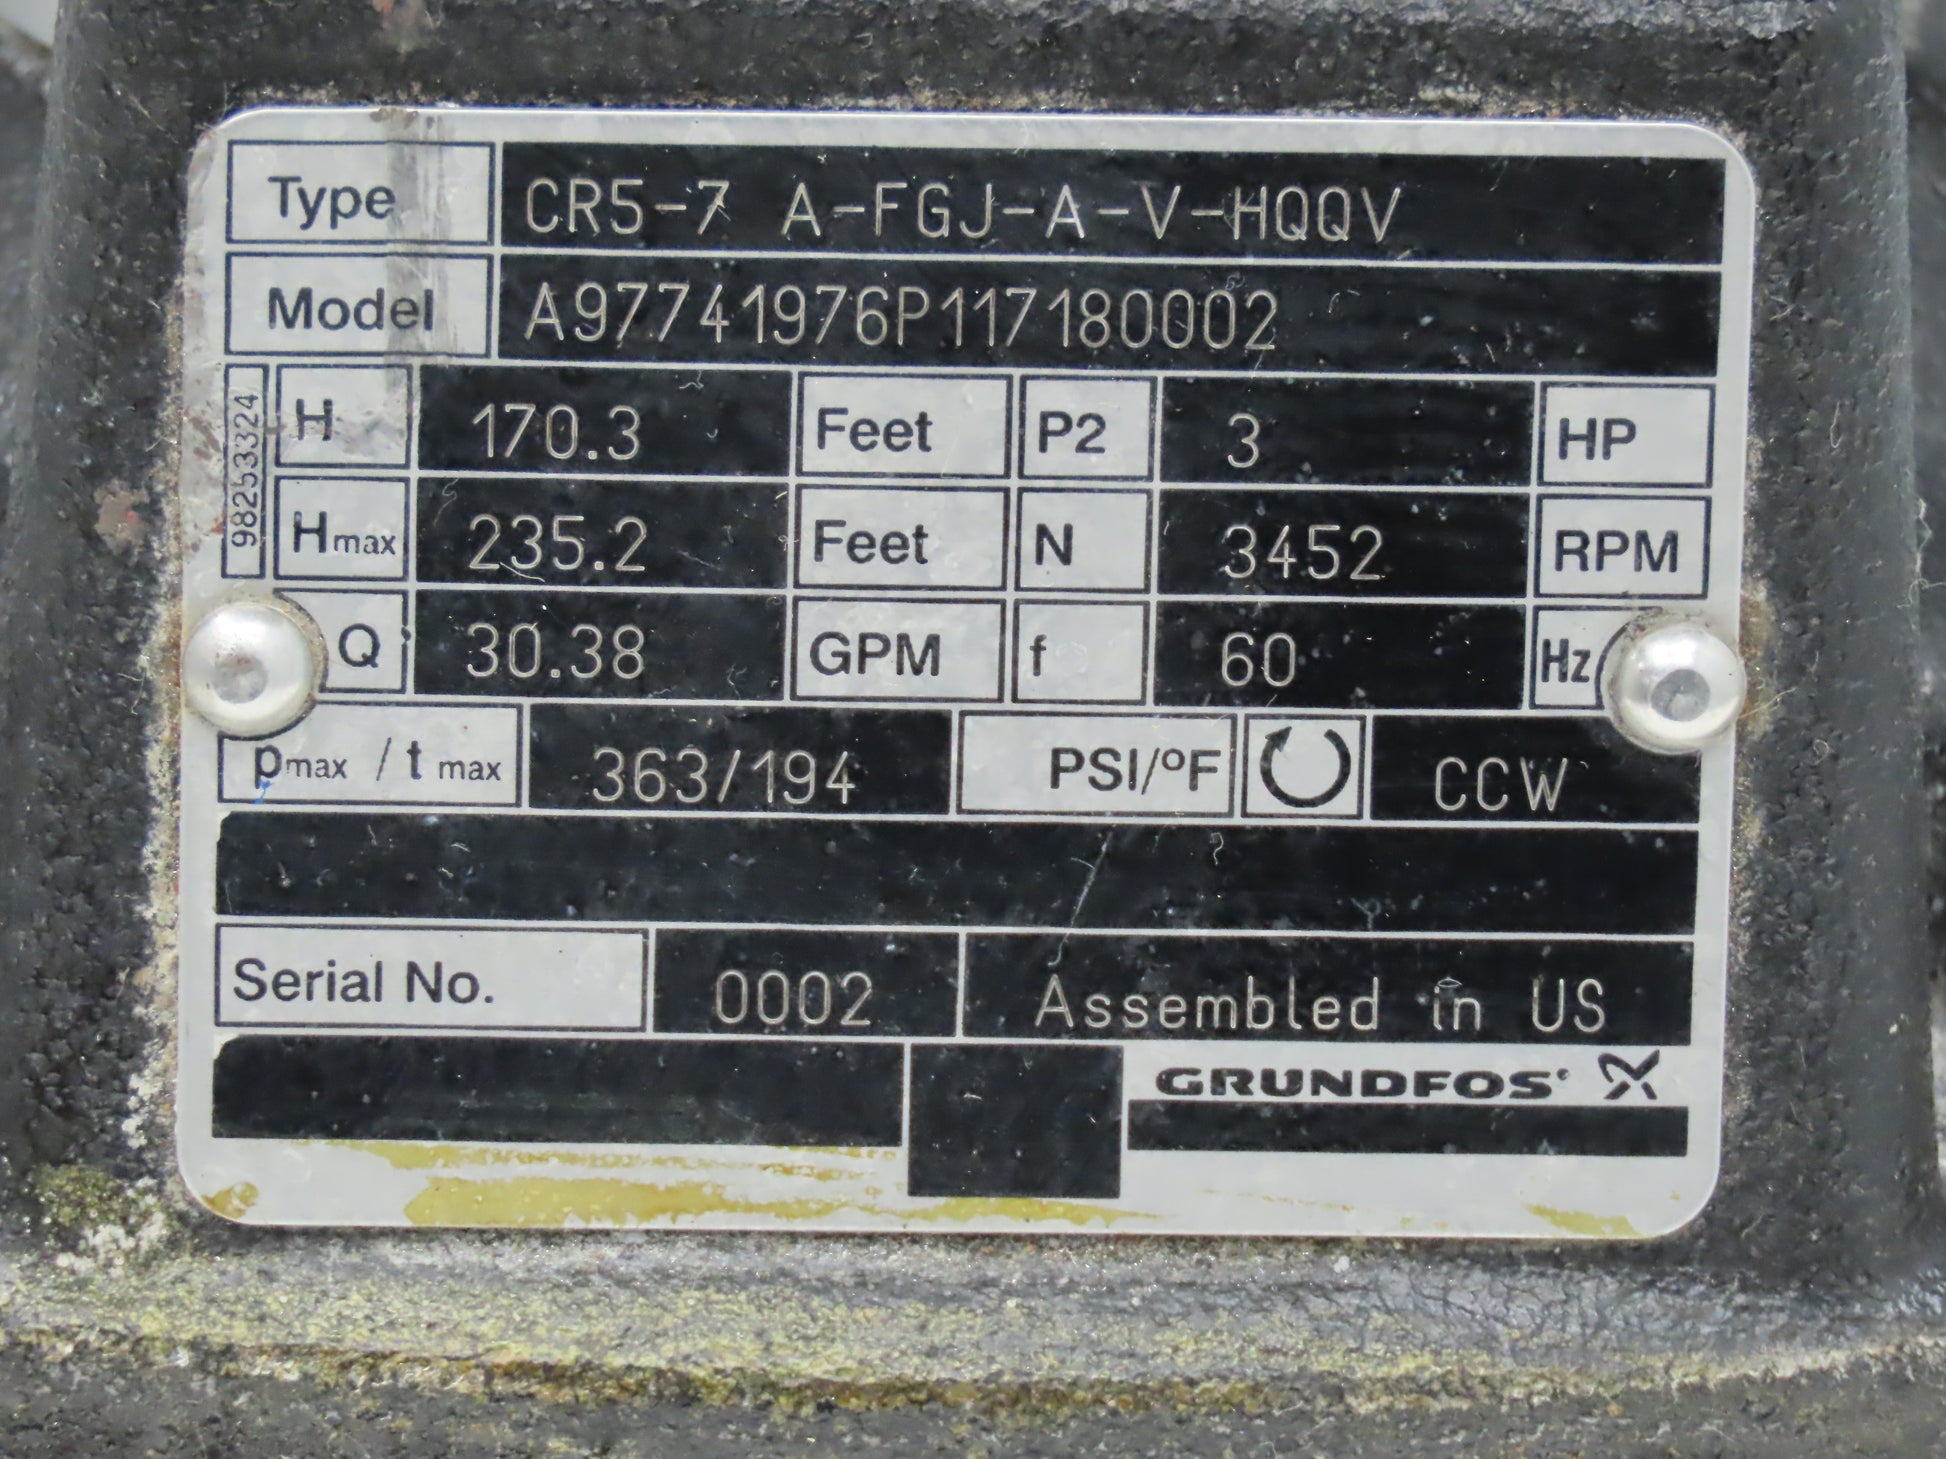 Type CR5-7 A-FGJ-A-V-HQQV
Model A97741976P117180002
98253324
H 170.3 Feet P2 3 HP
Hmax 235.2 Feet N 3452 RPM
Q 30.38 GPM f 60 Hz
pmax / t max 363/194 PSI/ºF CCW
Serial No. 0002 Assembled in US
GRUNDFOS